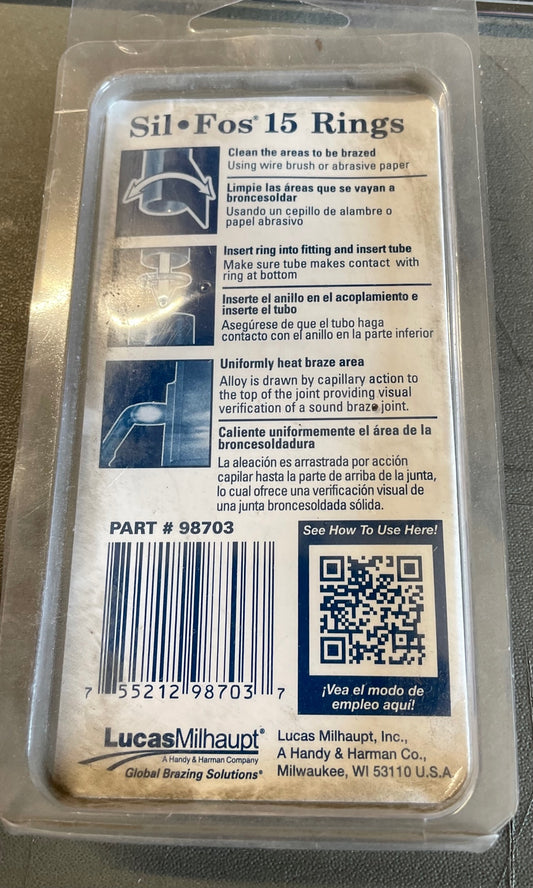 Sil•Fos® 15 Rings
Clean the areas to be brazed
Using wire brush or abrasive paper
Limpie las áreas que se vayan a
broncesoldar
Usando un cepillo de alambre o
papel abrasivo
Insert ring into fitting and insert tube
Make sure tube makes contact with
ring at bottom
Inserte el anillo en el acoplamiento e
inserte el tubo
Asegúrese de que el tubo haga
contacto con el anillo en la parte inferior
Uniformly heat braze area
Alloy is drawn by capillary action to
the top of the joint providing visual
verification of a sound braze joint.
Caliente uniformemente el área de la
broncesoldadura
La aleación es arrastrada por acción
capilar hasta la parte de arriba de la junta,
lo cual ofrece una verificación visual de
una junta broncesoldada sólida.
PART # 98703
See How To Use Here!
7 55212 98703 7
¡Vea el modo de
empleo aquí!
LucasMilhaupt®
A Handy & Harman Company
Global Brazing Solutions®
Lucas Milhaupt, Inc.,
A Handy & Harman Co.,
Milwaukee, WI 53110 U.S.A.